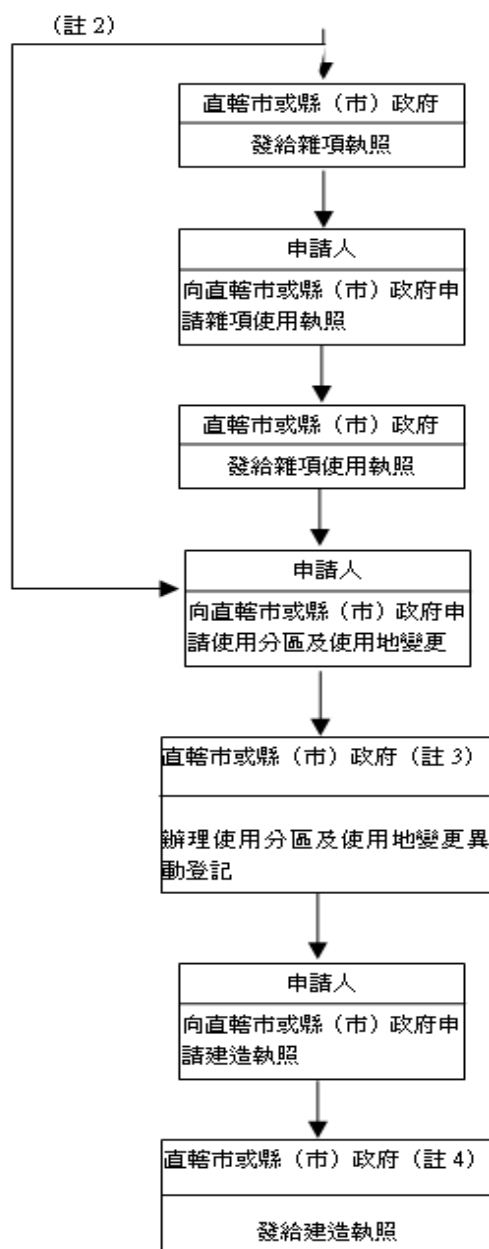 （註 2）
直轄市或縣（市）政府
發給雜項執照
申請人
向直轄市或縣（市）政府申
請雜項使用執照
直轄市或縣（市）政府
發給雜項使用執照
申請人
向直轄市或縣（市）政府申
請使用分區及使用地變更
直轄市或縣（市）政府（註 3）
辦理使用分區及使用地變更異
動登記
申請人
向直轄市或縣（市）政府申
請建造執照
直轄市或縣（市）政府（註 4）
發給建造執照